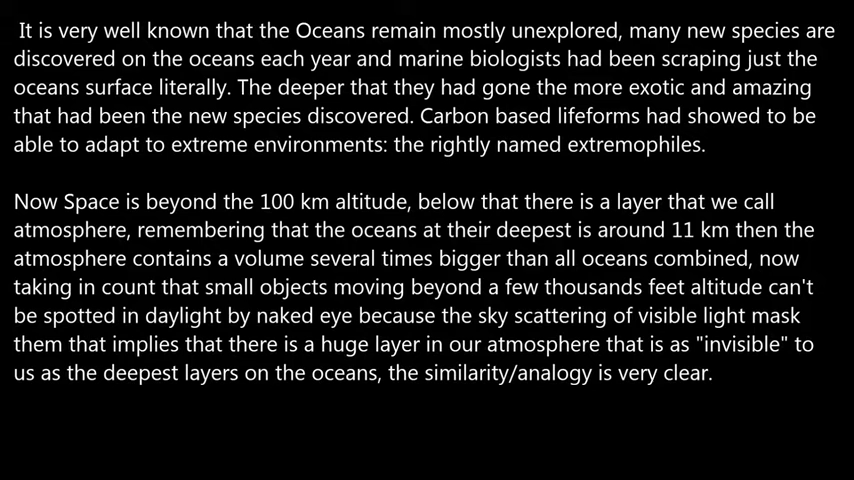 It is very well known that the Oceans remain mostly unexplored, many new species are
discovered on the oceans each year and marine biologists had been scraping just the
oceans surface literally. The deeper that they had gone the more exotic and amazing
that had been the new species discovered. Carbon based lifeforms had showed to be
able to adapt to extreme environments: the rightly named extremophiles.
Now Space is beyond the 100 km altitude, below that there is a layer that we call
atmosphere, remembering that the oceans at their deepest is around 11 km then the
atmosphere contains a volume several times bigger than all oceans combined, now
taking in count that small objects moving beyond a few thousands feet altitude can't
be spotted in daylight by naked eye because the sky scattering of visible light mask
them that implies that there is a huge layer in our atmosphere that is as "invisible" to
us as the deepest layers on the oceans, the similarity/analogy is very clear.